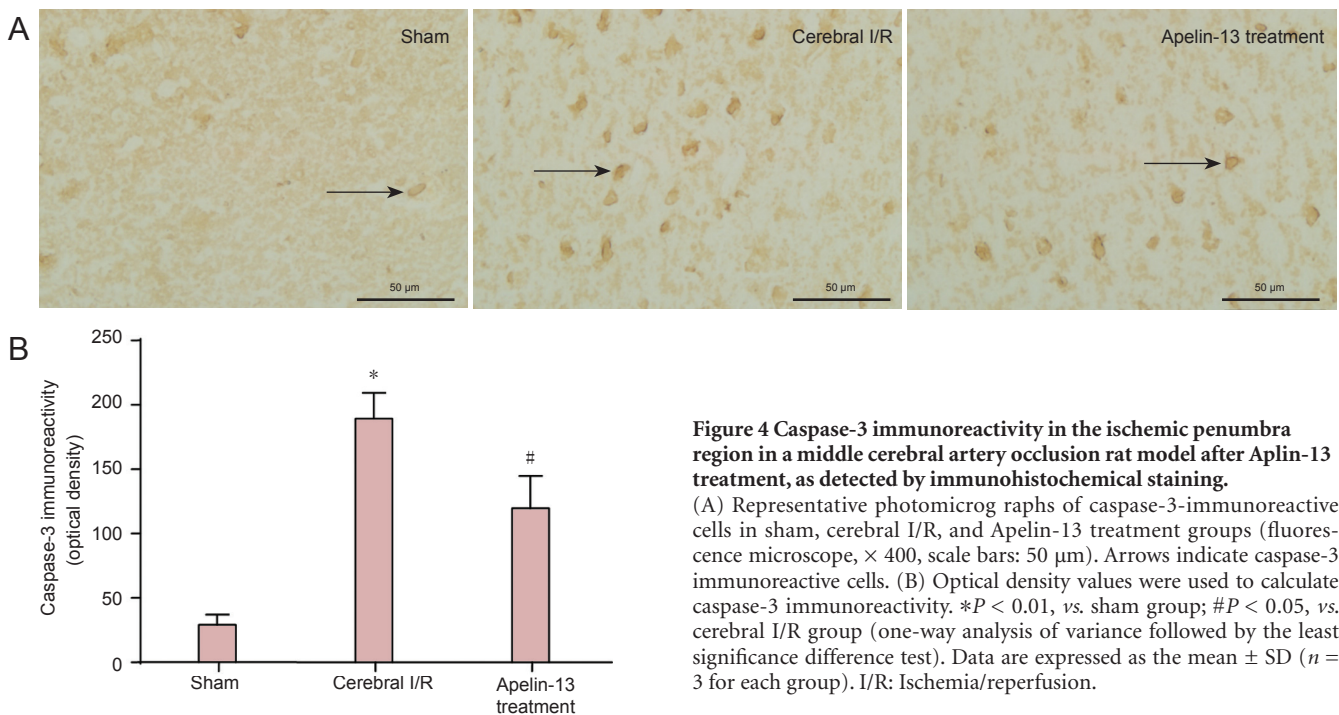 A
Sham
Cerebral I/R
Apelin-13 treatment
50 µm
50 µm
50 µm
B
Caspase-3 immunoreactivity
(optical density)
250
200
150
100
50
0
*
#
Sham
Cerebral I/R
Apelin-13
treatment
Figure 4 Caspase-3 immunoreactivity in the ischemic penumbra
region in a middle cerebral artery occlusion rat model after Aplin-13
treatment, as detected by immunohistochemical staining.
(A) Representative photomicrog raphs of caspase-3-immunoreactive
cells in sham, cerebral I/R, and Apelin-13 treatment groups (fluores-
cence microscope, × 400, scale bars: 50 µm). Arrows indicate caspase-3
immunoreactive cells. (B) Optical density values were used to calculate
caspase-3 immunoreactivity. *P < 0.01, vs. sham group; #P < 0.05, vs.
cerebral I/R group (one-way analysis of variance followed by the least
significance difference test). Data are expressed as the mean ± SD (n =
3 for each group). I/R: Ischemia/reperfusion.